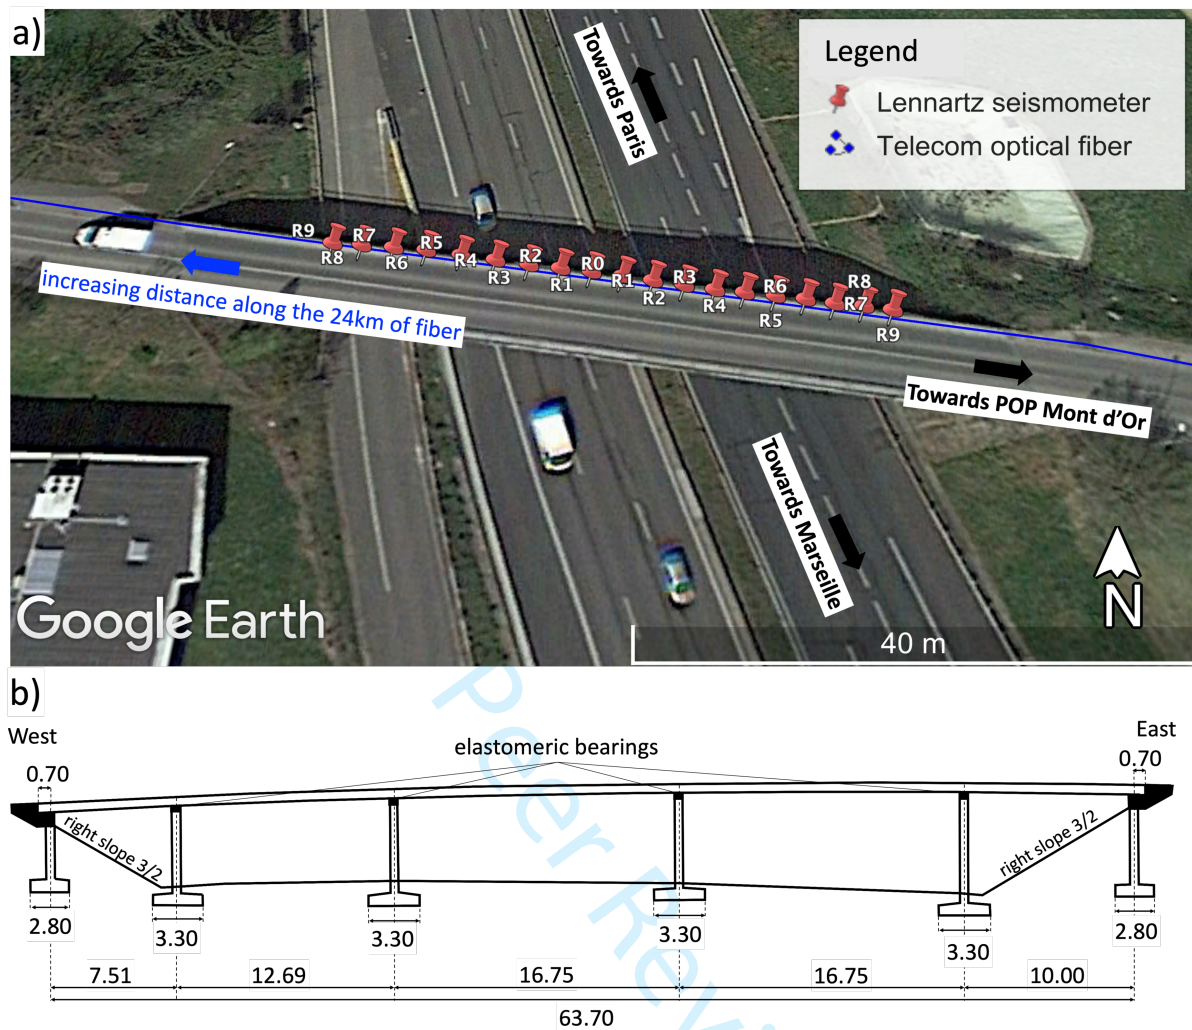 a)
Towards Paris
Legend
Lennartz seismometer
Telecom optical fiber
R9
R7
R8
R5
R6
R4
R2
R3
R0
R1
R1
R3
R2
R4
R6
R5
R8
R7
R9
increasing distance along the 24km of fiber
Towards POP Mont d'Or
Towards Marseille
N
Google Earth
40 m
b)
West
East
elastomeric bearings
0.70
0.70
right slope 3/2
right slope 3/2
2.80
3.30
3.30
3.30
3.30
2.80
7.51
12.69
16.75
16.75
10.00
63.70
Peer Revi